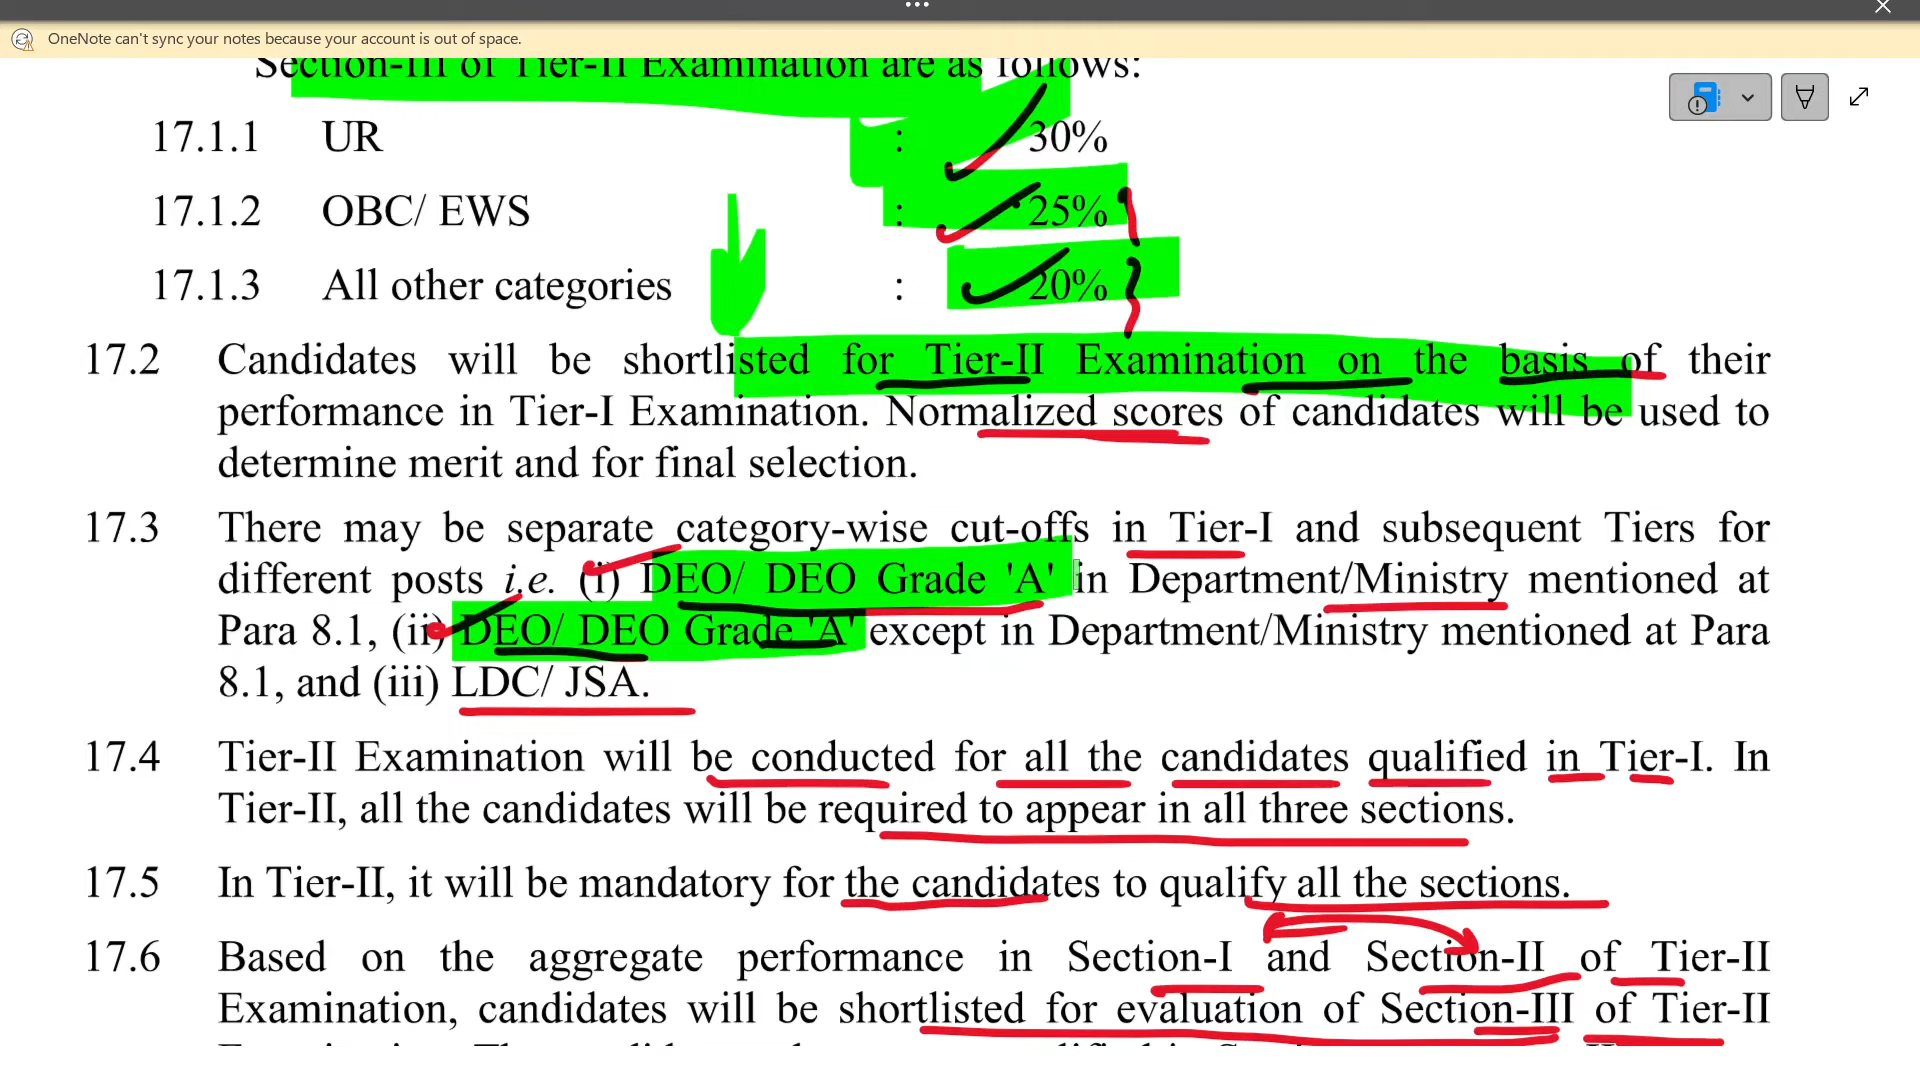 OneNote can't sync your notes because your account is out of space.
Section-III of Tier-II Examination are as follows:
17.1.1 UR : 30%
17.1.2 OBC/ EWS : 25%
17.1.3 All other categories : 20%
17.2 Candidates will be shortlisted for Tier-II Examination on the basis of their
performance in Tier-I Examination. Normalized scores of candidates will be used to
determine merit and for final selection.
17.3 There may be separate category-wise cut-offs in Tier-I and subsequent Tiers for
different posts i.e. (i) DEO/ DEO Grade 'A' in Department/Ministry mentioned at
Para 8.1, (ii) DEO/ DEO Grade 'A' except in Department/Ministry mentioned at Para
8.1, and (iii) LDC/ JSA.
17.4 Tier-II Examination will be conducted for all the candidates qualified in Tier-I. In
Tier-II, all the candidates will be required to appear in all three sections.
17.5 In Tier-II, it will be mandatory for the candidates to qualify all the sections.
17.6 Based on the aggregate performance in Section-I and Section-II of Tier-II
Examination, candidates will be shortlisted for evaluation of Section-III of Tier-II